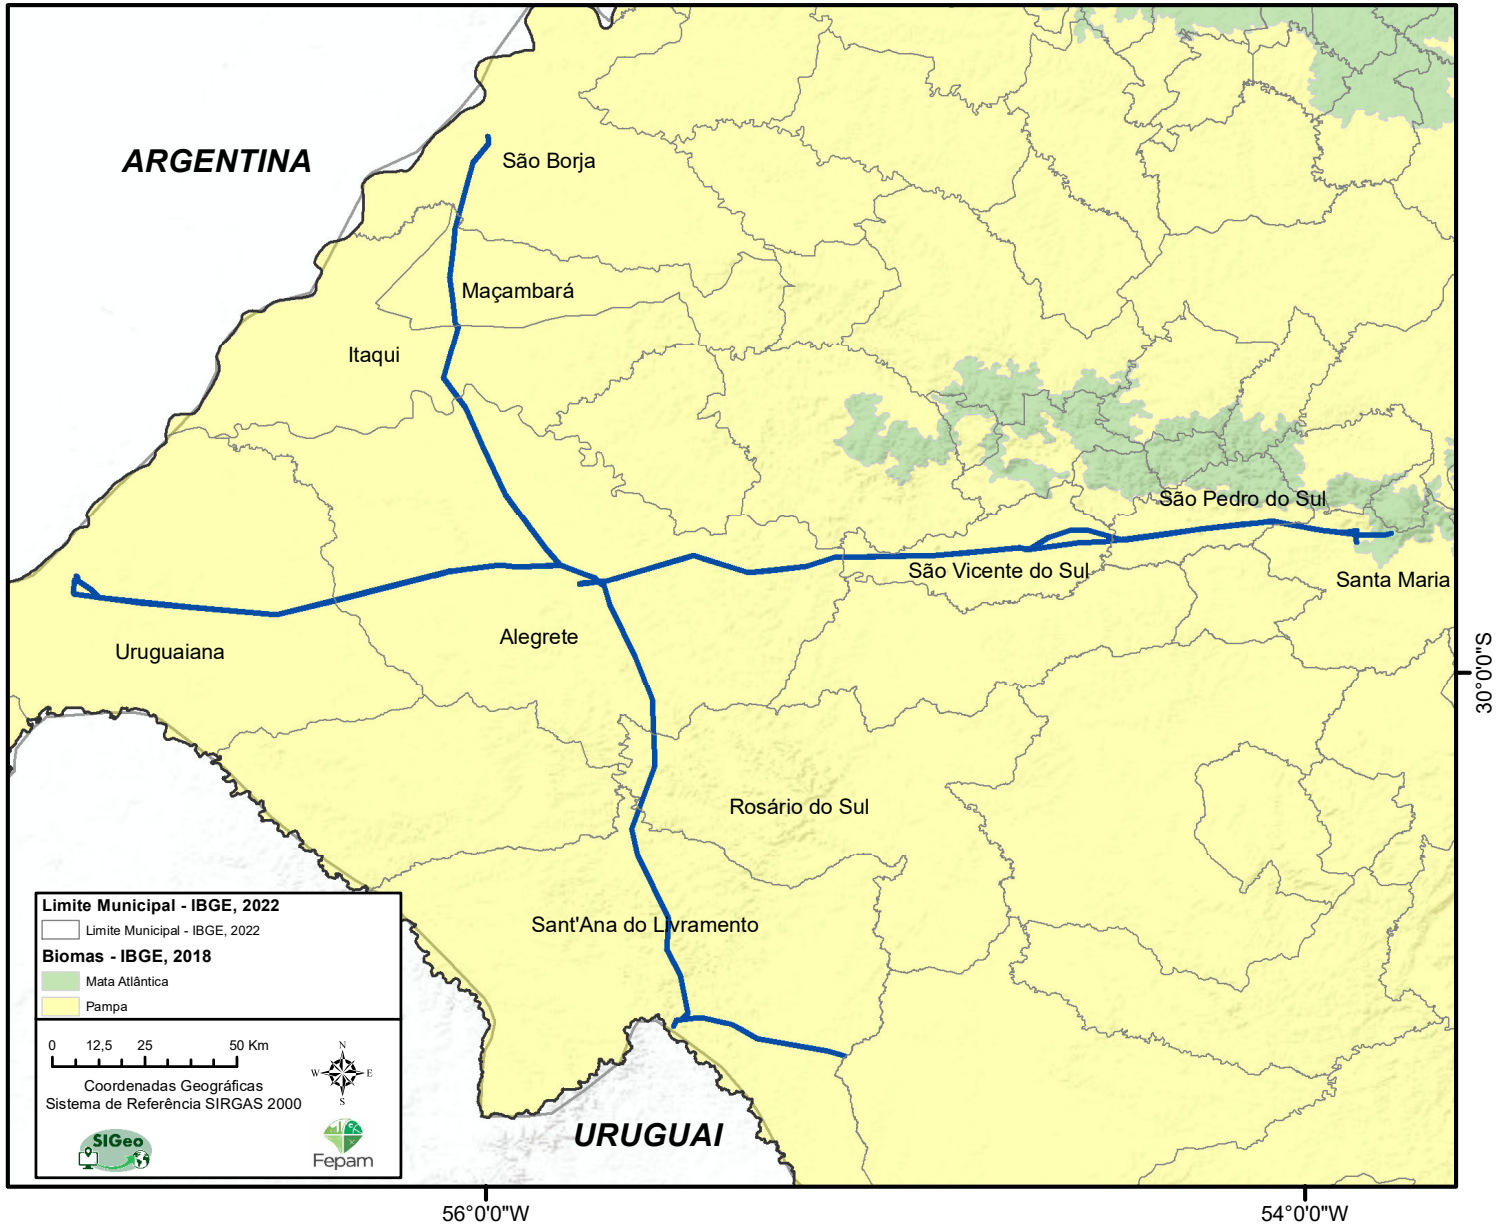 ARGENTINA
São Borja
Maçambará
Itaqui
São Pedro do Sul
São Vicente do Sul
Santa Maria
Alegrete
Uruguaiana
30°0'0"S
Rosário do Sul
Sant'Ana do Livramento
Limite Municipal - IBGE, 2022
Limite Municipal - IBGE, 2022
Biomas - IBGE, 2018
Mata Atlântica
Pampa
0 12,5 25 50 Km
N
W E
S
Coordenadas Geográficas
Sistema de Referência SIRGAS 2000
SIGeo
Fepam
URUGUAI
56°0'0"W
54°0'0"W